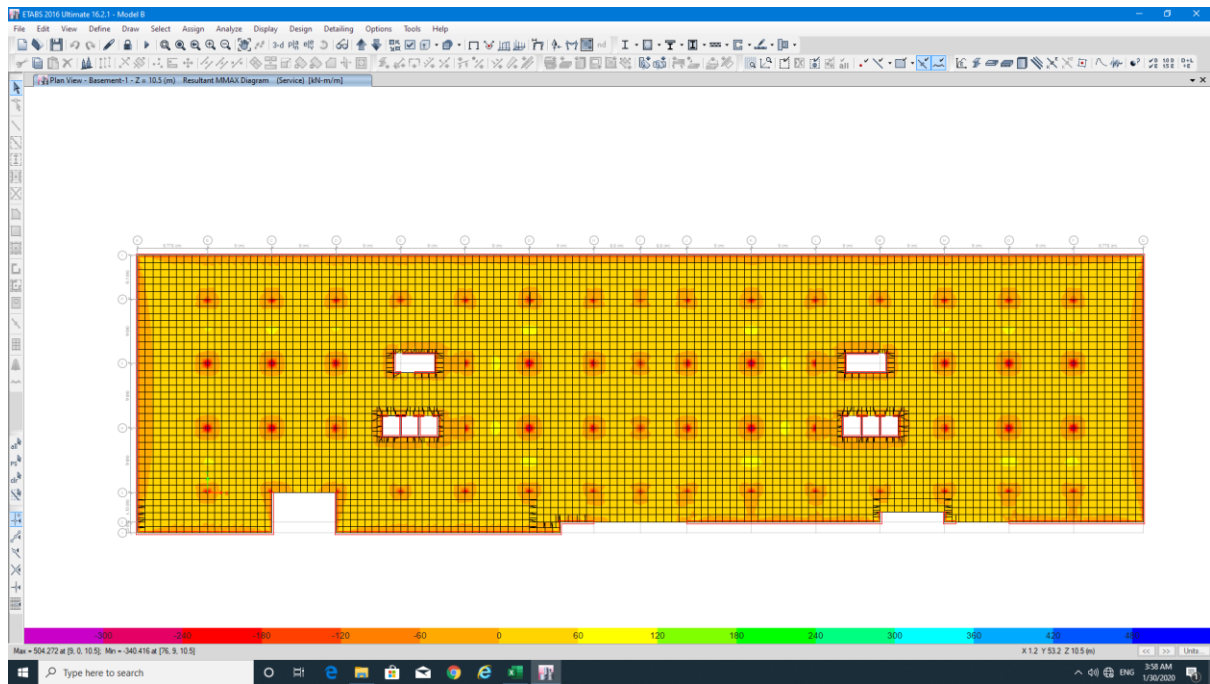 ETABS 2016 Ultimate 16.2.1 - Model B
File Edit View Define Draw Select Assign Analyze Display Design Detailing Options Tools Help
3-d
Plan View - Basement-1 - Z = 10.5 (m) Resultant MMAX Diagram (Service) [kN-m/m]
all
-300 -240 -180 -120 -60 0 60 120 180 240 300 360 420
Max = 504.272 at [9, 0, 10.5]; Min = -340.416 at [76, 9, 10.5]
X 1.2 Y 53.2 Z 10.5 (m)
<< >> Units...
Type here to search
ENG
3:58 AM
1/30/2020